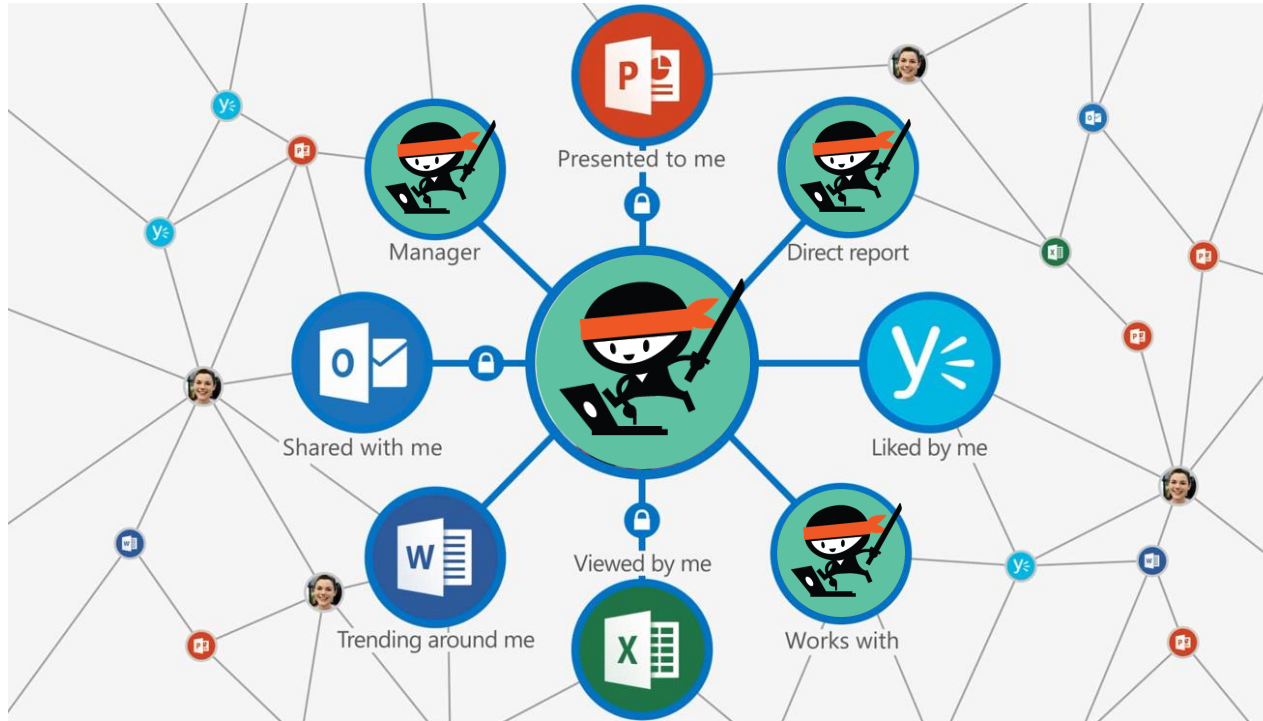 P
Presented to me
Manager
Direct report
O
Shared with me
y
Liked by me
W
Trending around me
Viewed by me
X
Works with